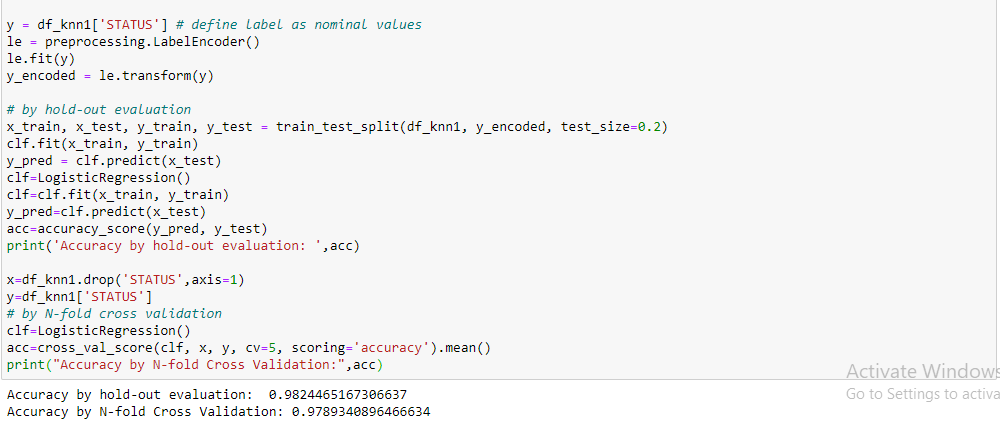 y = df_knn1['STATUS'] # define label as nominal values
le = preprocessing.LabelEncoder()
le.fit(y)
y_encoded = le.transform(y)
# by hold-out evaluation
x_train, x_test, y_train, y_test = train_test_split(df_knn1, y_encoded, test_size=0.2)
clf.fit(x_train, y_train)
y_pred = clf.predict(x_test)
clf=LogisticRegression()
clf=clf.fit(x_train, y_train)
y_pred=clf.predict(x_test)
acc=accuracy_score(y_pred, y_test)
print('Accuracy by hold-out evaluation: ',acc)
x=df_knn1.drop('STATUS',axis=1)
y=df_knn1['STATUS']
# by N-fold cross validation
clf=LogisticRegression()
acc=cross_val_score(clf, x, y, cv=5, scoring='accuracy').mean()
print("Accuracy by N-fold Cross Validation:",acc)
Activate Windows
Go to Settings to activa
Accuracy by hold-out evaluation:  0.9824465167306637
Accuracy by N-fold Cross Validation: 0.9789340896466634